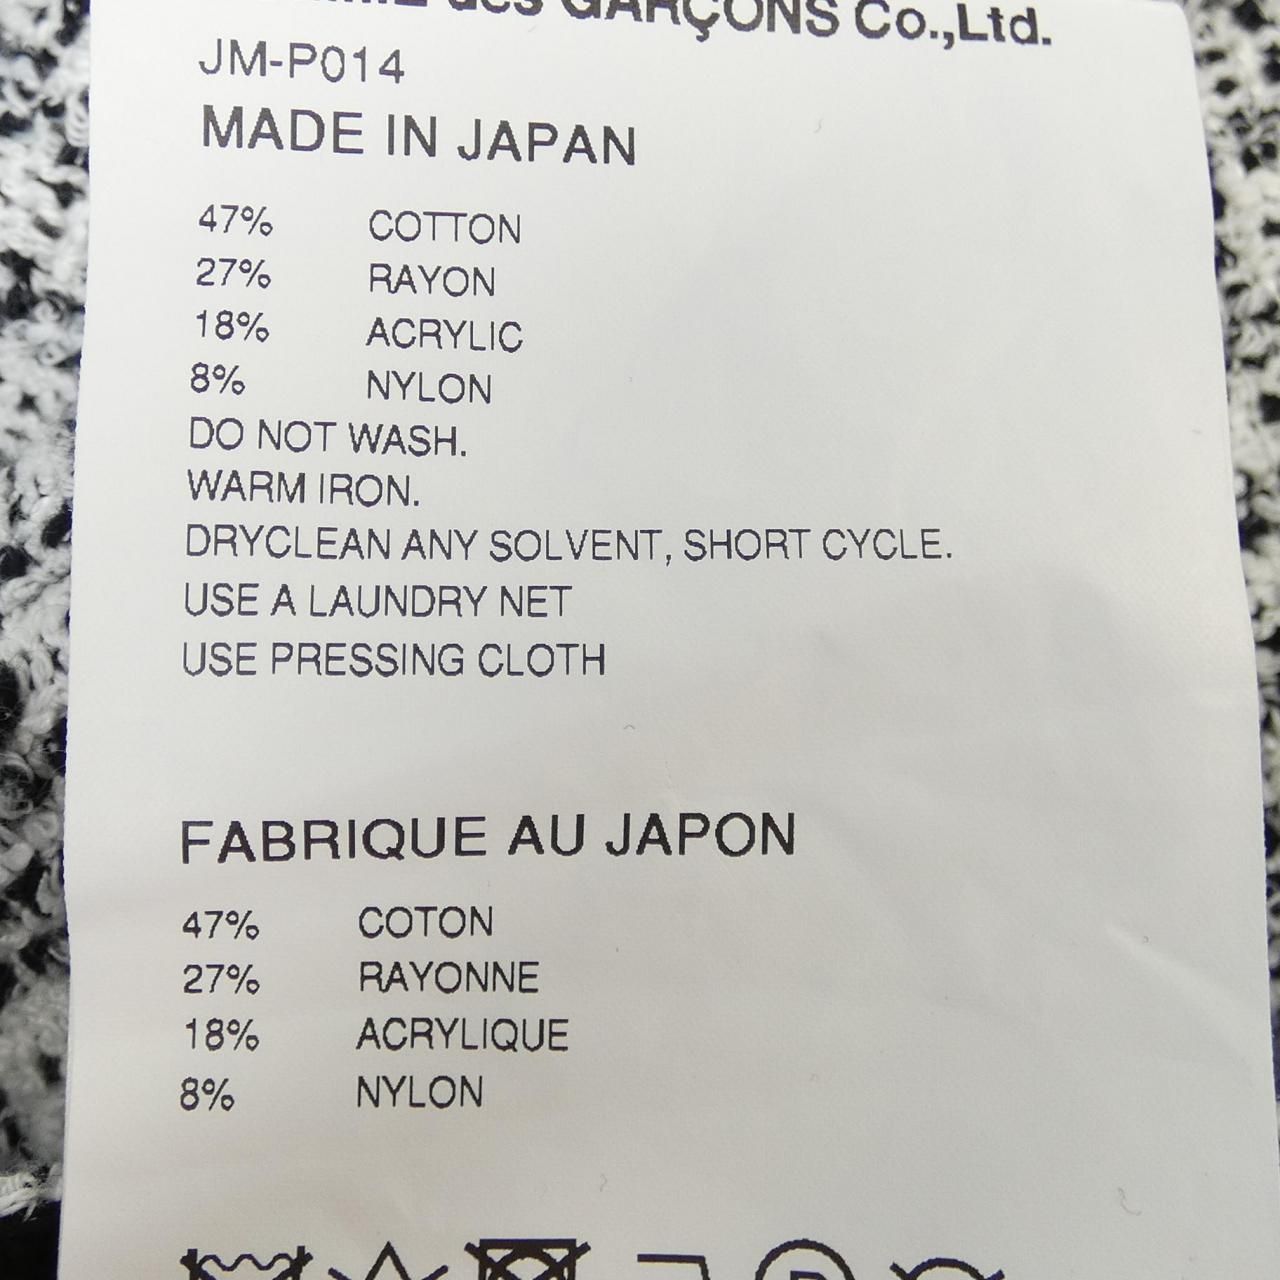 des GARÇONS Co.,Ltd.
JM-P014
MADE IN JAPAN
47% COTTON
27% RAYON
18% ACRYLIC
8% NYLON
DO NOT WASH.
WARM IRON.
DRYCLEAN ANY SOLVENT, SHORT CYCLE.
USE A LAUNDRY NET
USE PRESSING CLOTH
FABRIQUE AU JAPON
47% COTON
27% RAYONNE
18% ACRYLIQUE
8% NYLON